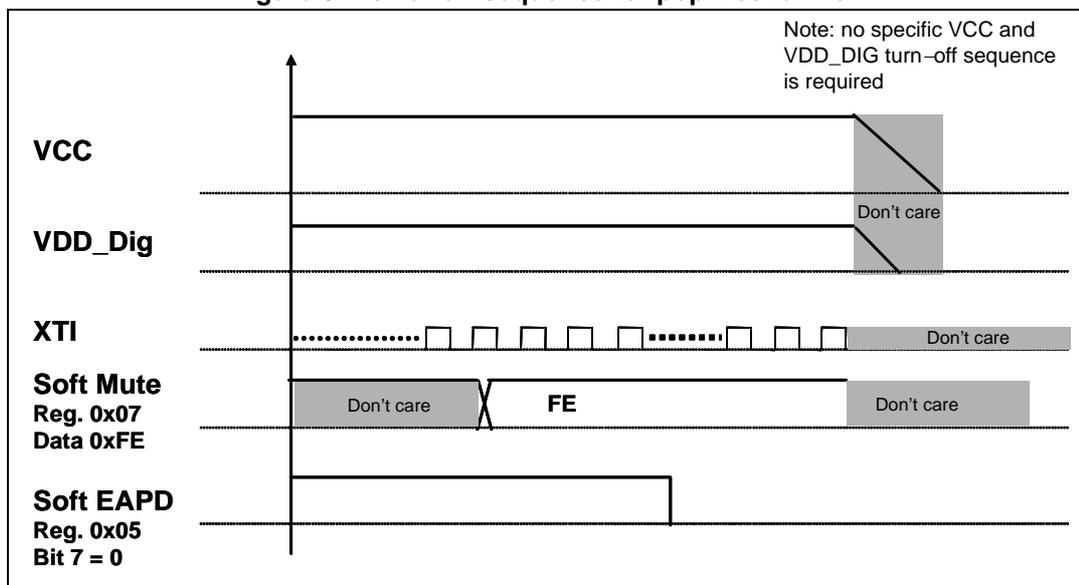 Note: no specific VCC and
VDD_DIG turn–off sequence
is required
VCC
Don't care
VDD_Dig
XTI
Don't care
Soft Mute
Reg. 0x07
Data 0xFE
Don't care
FE
Don't care
Soft EAPD
Reg. 0x05
Bit 7 = 0